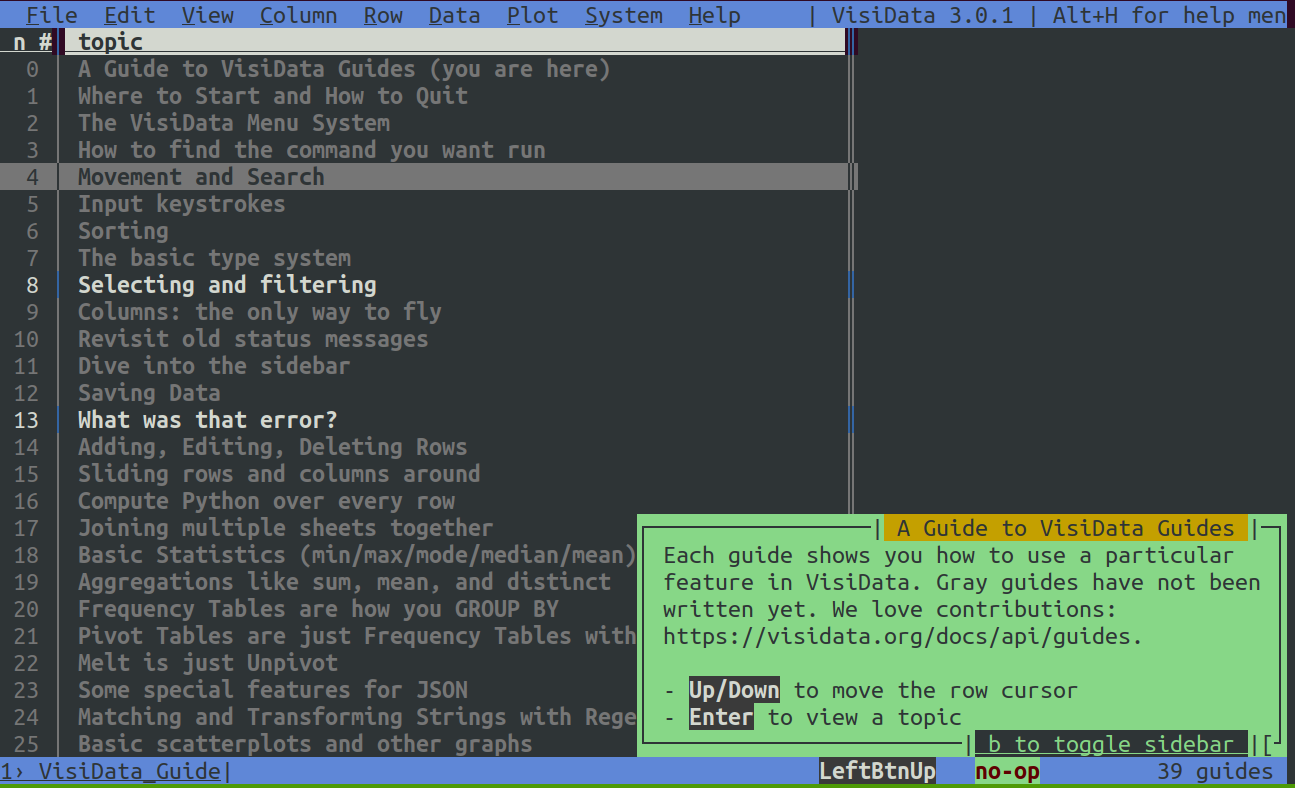 File Edit View Column Row Data Plot System Help | VisiData 3.0.1 | Alt+H for help men
n # topic
0 A Guide to VisiData Guides (you are here)
1 Where to Start and How to Quit
2 The VisiData Menu System
3 How to find the command you want run
4 Movement and Search
5 Input keystrokes
6 Sorting
7 The basic type system
8 Selecting and filtering
9 Columns: the only way to fly
10 Revisit old status messages
11 Dive into the sidebar
12 Saving Data
13 What was that error?
14 Adding, Editing, Deleting Rows
15 Sliding rows and columns around
16 Compute Python over every row
17 Joining multiple sheets together
18 Basic Statistics (min/max/mode/median/mean)
19 Aggregations like sum, mean, and distinct
20 Frequency Tables are how you GROUP BY
21 Pivot Tables are just Frequency Tables with
22 Melt is just Unpivot
23 Some special features for JSON
24 Matching and Transforming Strings with Rege
25 Basic scatterplots and other graphs
| A Guide to VisiData Guides |
Each guide shows you how to use a particular
feature in VisiData. Gray guides have not been
written yet. We love contributions:
https://visidata.org/docs/api/guides.
- Up/Down to move the row cursor
- Enter to view a topic
| b to toggle sidebar |[
1› VisiData_Guide| LeftBtnUp no-op 39 guides